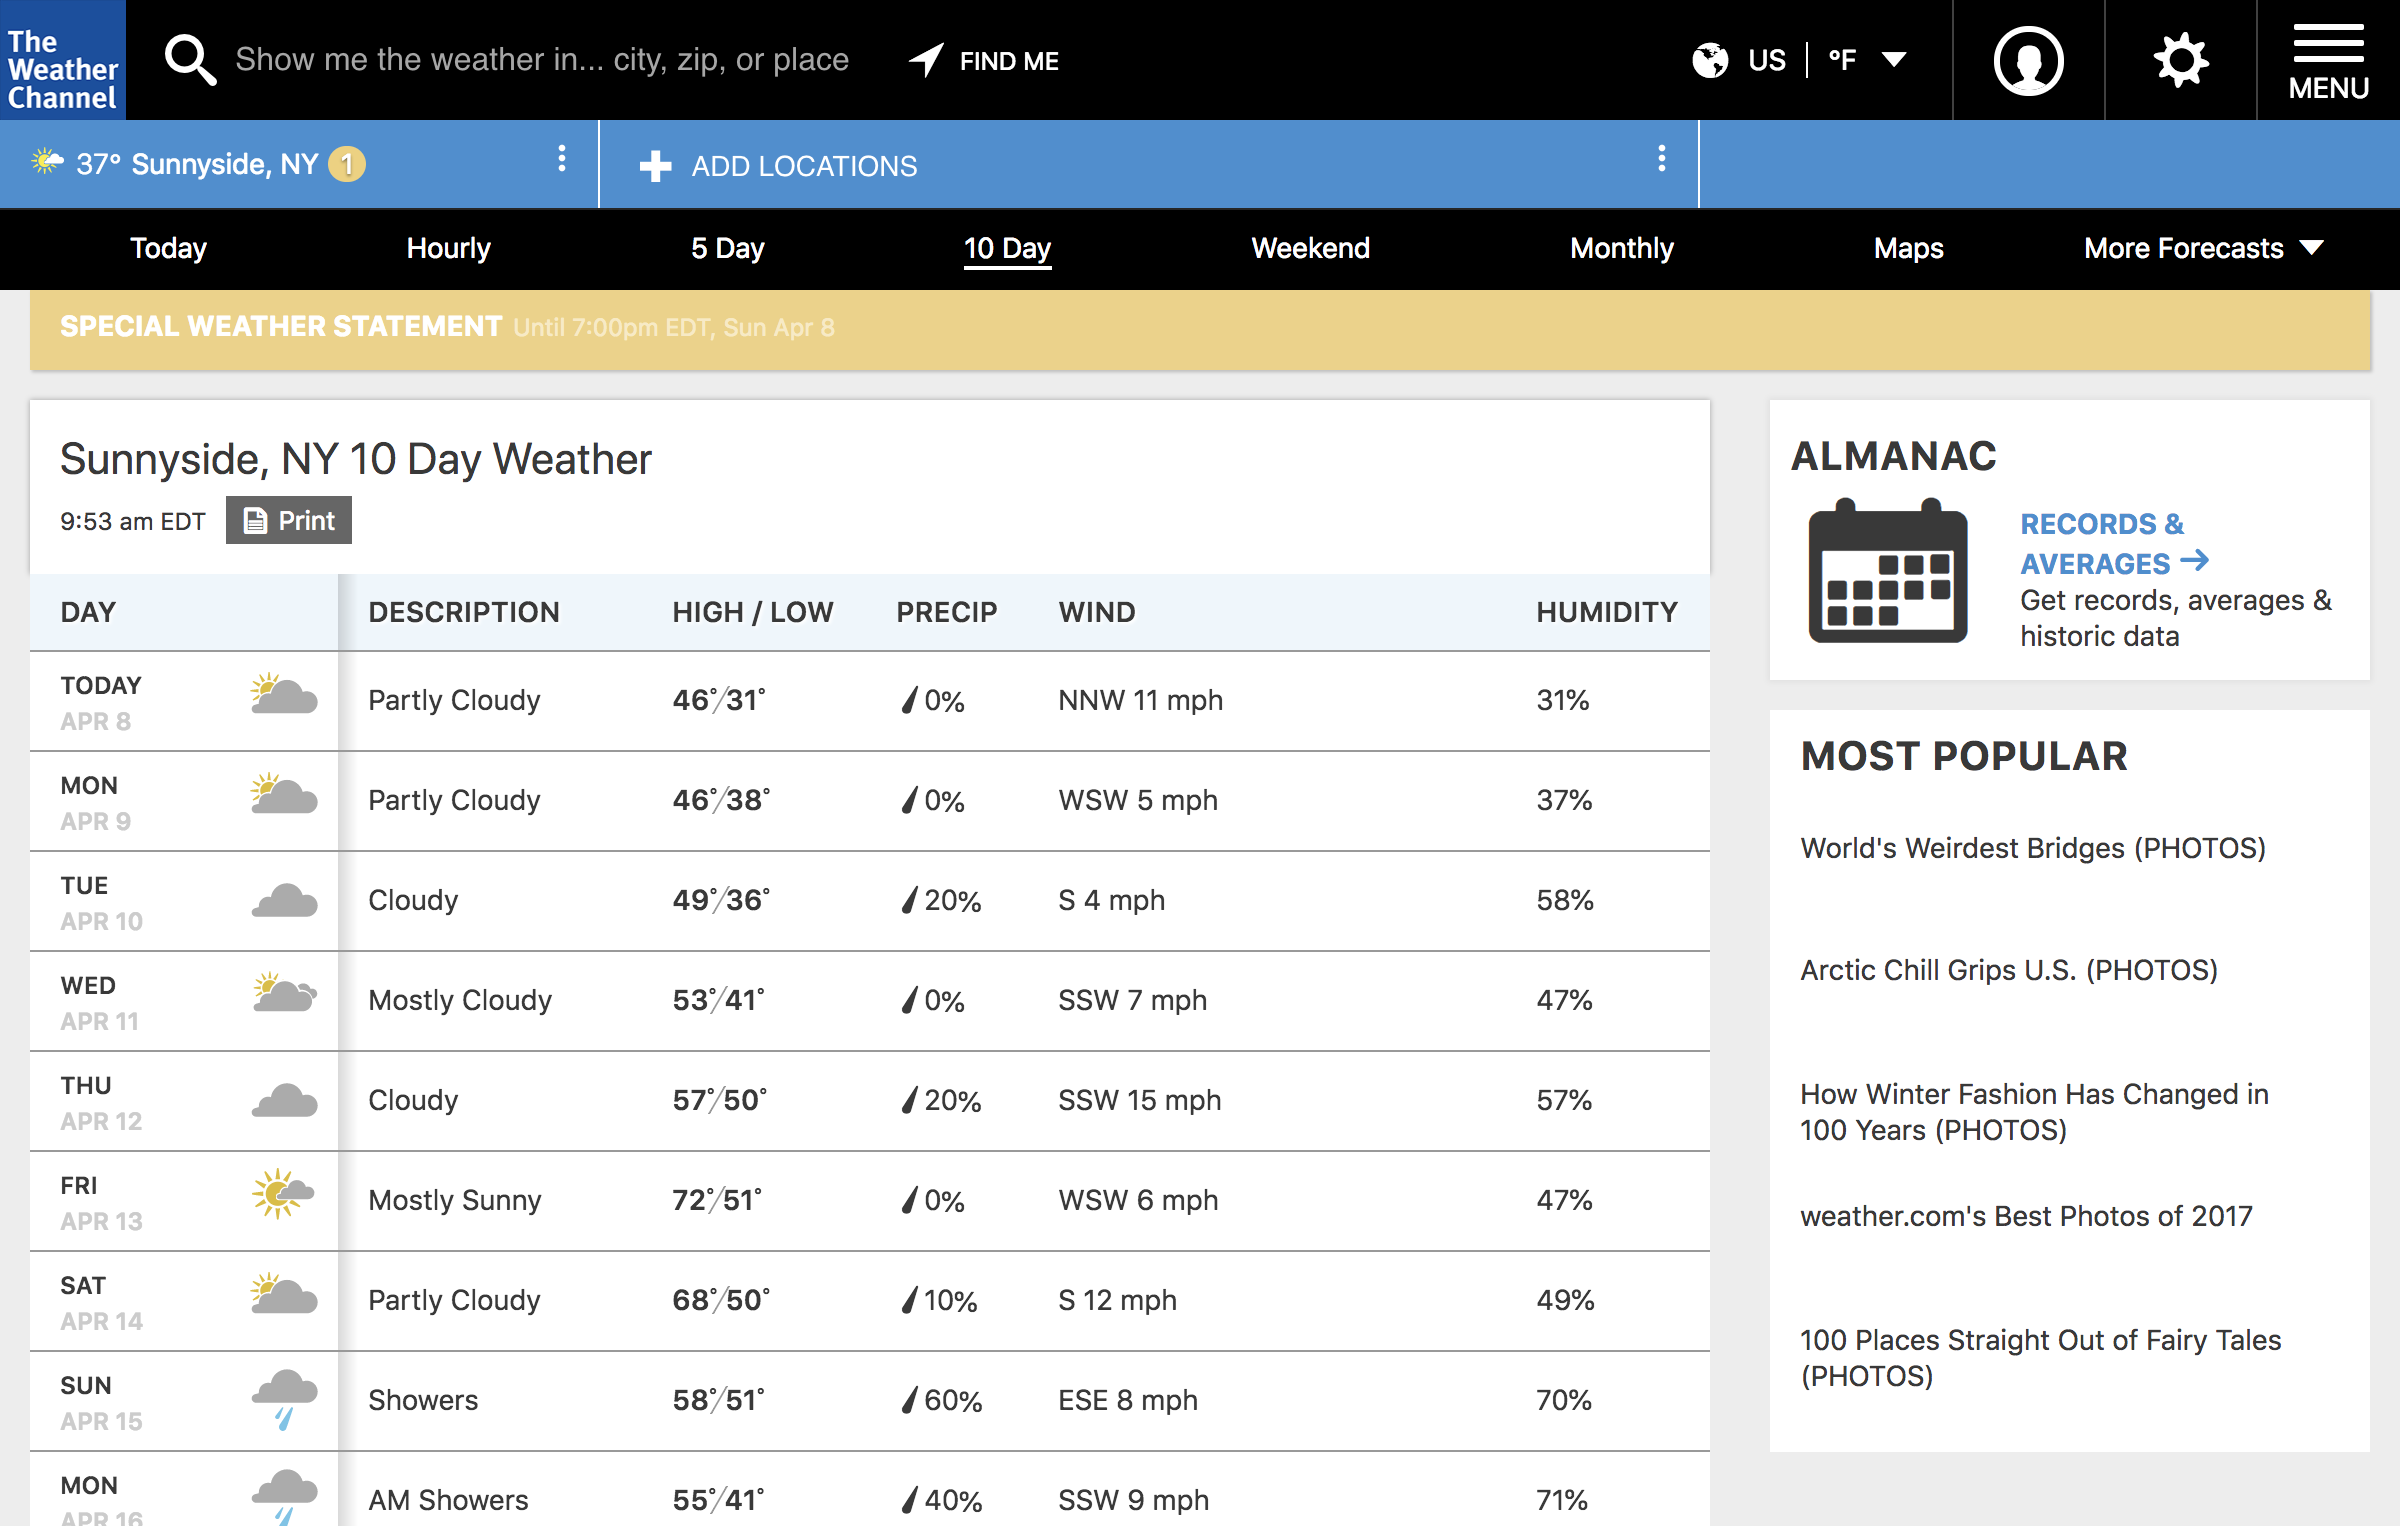 The
Weather
Channel
Show me the weather in... city, zip, or place
FIND ME
US
°F
MENU
37° Sunnyside, NY 1
ADD LOCATIONS
Today
Hourly
5 Day
10 Day
Weekend
Monthly
Maps
More Forecasts
SPECIAL WEATHER STATEMENT Until 7:00pm EDT, Sun Apr 8
Sunnyside, NY 10 Day Weather
9:53 am EDT
Print
DAY DESCRIPTION HIGH / LOW PRECIP WIND HUMIDITY
TODAY
APR 8
Partly Cloudy 46°/31° 0% NNW 11 mph 31%
MON
APR 9
Partly Cloudy 46°/38° 0% WSW 5 mph 37%
TUE
APR 10
Cloudy 49°/36° 20% S 4 mph 58%
WED
APR 11
Mostly Cloudy 53°/41° 0% SSW 7 mph 47%
THU
APR 12
Cloudy 57°/50° 20% SSW 15 mph 57%
FRI
APR 13
Mostly Sunny 72°/51° 0% WSW 6 mph 47%
SAT
APR 14
Partly Cloudy 68°/50° 10% S 12 mph 49%
SUN
APR 15
Showers 58°/51° 60% ESE 8 mph 70%
MON
APR 16
AM Showers 55°/41° 40% SSW 9 mph 71%
ALMANAC
RECORDS &
AVERAGES
Get records, averages &
historic data
MOST POPULAR
World's Weirdest Bridges (PHOTOS)
Arctic Chill Grips U.S. (PHOTOS)
How Winter Fashion Has Changed in
100 Years (PHOTOS)
weather.com's Best Photos of 2017
100 Places Straight Out of Fairy Tales
(PHOTOS)